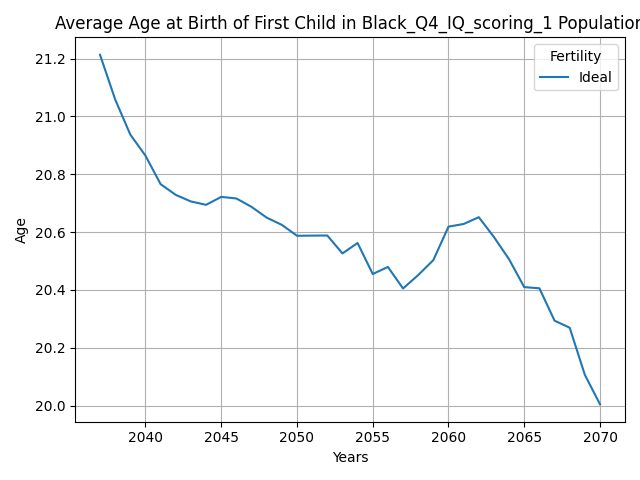 Average Age at Birth of First Child in Black_Q4_IQ_scoring_1 Population
Fertility
Ideal
21.2
21.0
20.8
20.6
20.4
20.2
20.0
Age
2040 2045 2050 2055 2060 2065 2070
Years